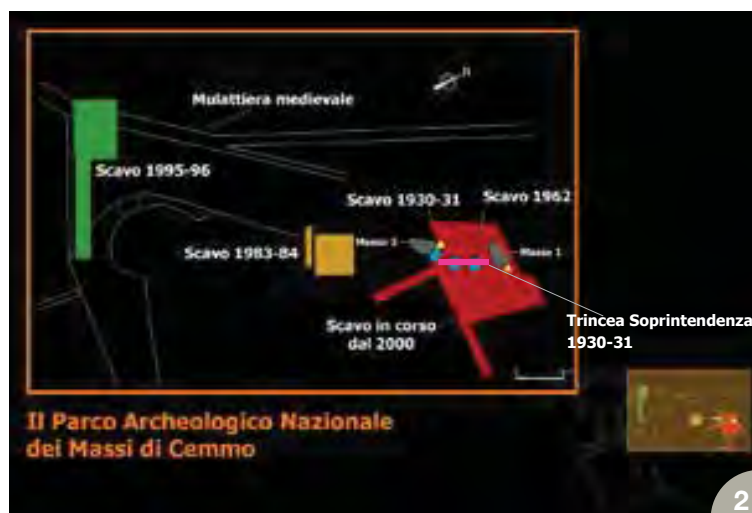 N
Mulattiera medievale
Scavo 1995-96
Scavo 1930-31
Scavo 1962
Masso 2
Masso 1
Scavo 1983-84
Trincea Soprintendenza
1930-31
Scavo in corso
dal 2000
Il Parco Archeologico Nazionale
dei Massi di Cemmo
2